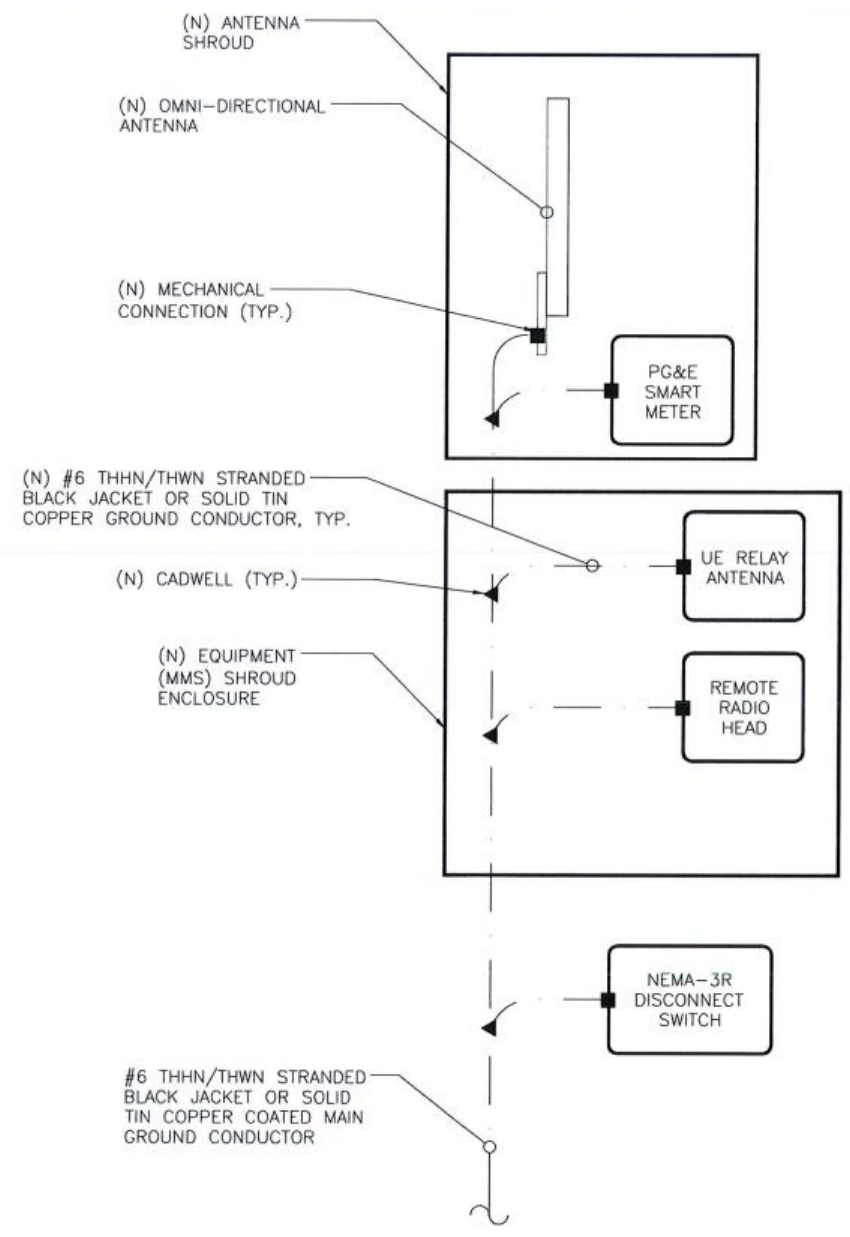 (N) ANTENNA
SHROUD
(N) OMNI-DIRECTIONAL
ANTENNA
(N) MECHANICAL
CONNECTION (TYP.)
PG&E
SMART
METER
(N) #6 THHN/THWN STRANDED
BLACK JACKET OR SOLID TIN
COPPER GROUND CONDUCTOR, TYP.
UE RELAY
ANTENNA
(N) CADWELL (TYP.)
(N) EQUIPMENT
(MMS) SHROUD
ENCLOSURE
REMOTE
RADIO
HEAD
NEMA-3R
DISCONNECT
SWITCH
#6 THHN/THWN STRANDED
BLACK JACKET OR SOLID
TIN COPPER COATED MAIN
GROUND CONDUCTOR